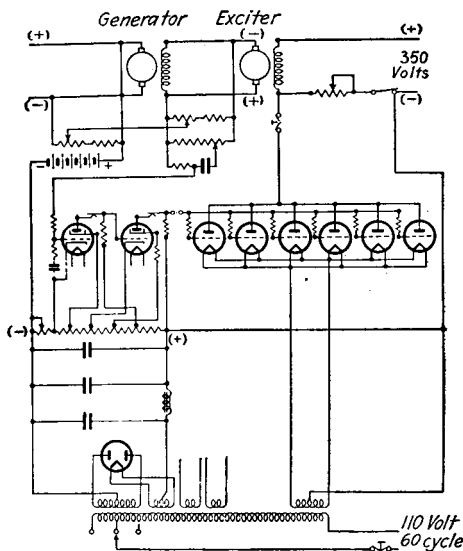 Generator Exciter
(+) (-) (+)
350
Volts
(-) (+) (-)
- +
(-) (+)
110 Volt
60 cycle